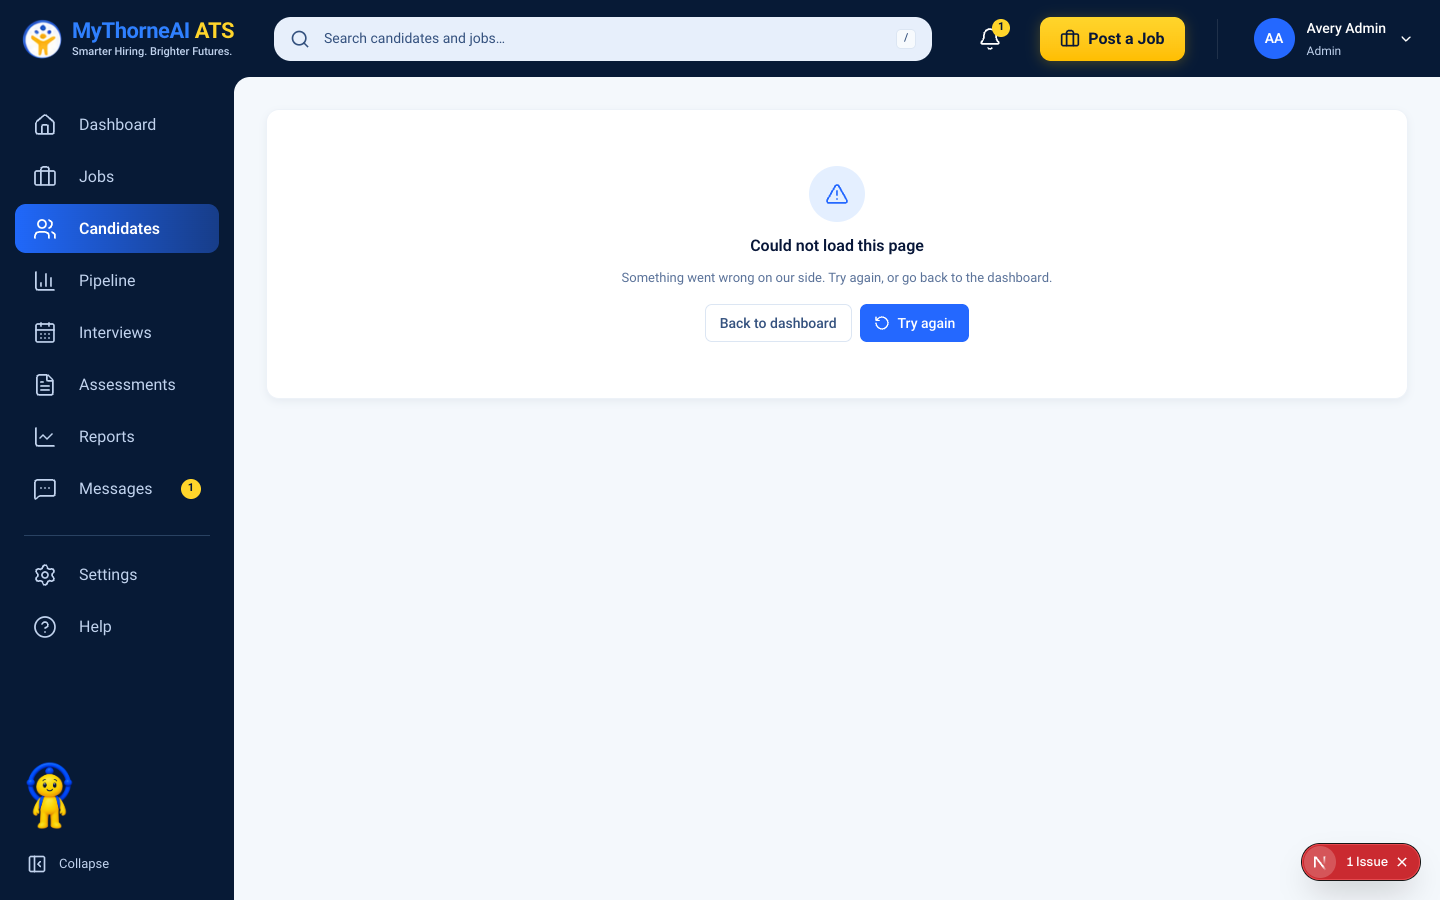 MyThorneAI ATS
Smarter Hiring. Brighter Futures.
Search candidates and jobs...
/
1
Post a Job
AA
Avery Admin
Admin
Dashboard
Jobs
Candidates
Pipeline
Interviews
Assessments
Reports
Messages
1
Settings
Help
Collapse
Could not load this page
Something went wrong on our side. Try again, or go back to the dashboard.
Back to dashboard
Try again
N
1 Issue